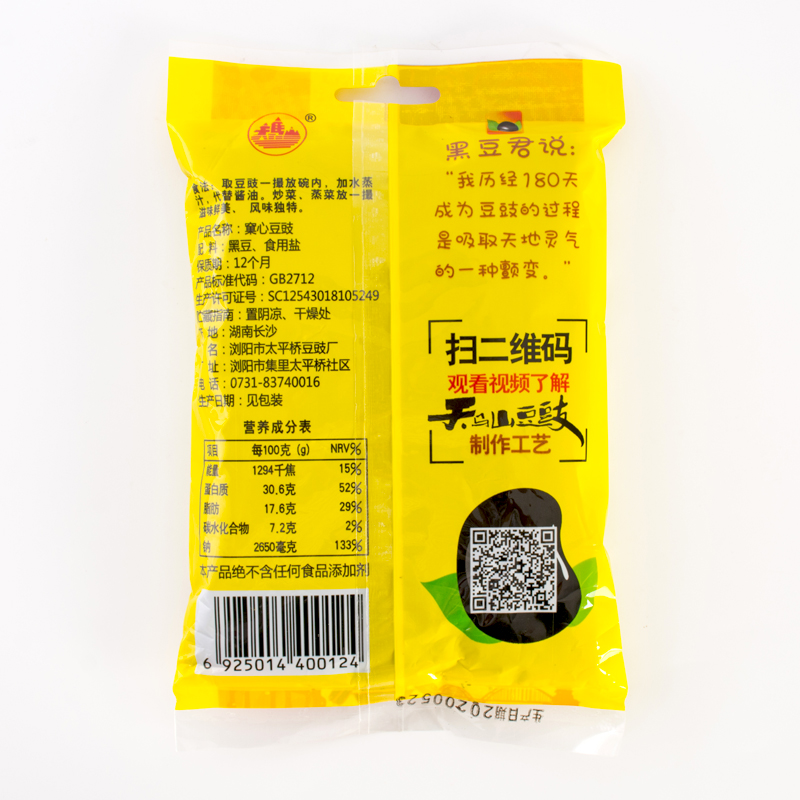 ®
食法：取豆豉一撮放碗内，加水蒸
汁，代替酱油。炒菜、蒸菜放一撮
滋味鲜美、风味独特。
产品名称：窠心豆豉
配 料：黑豆、食用盐
保质期：12个月
产品标准代码：GB2712
生产许可证号：SC12543018105249
贮藏指南：置阴凉、干燥处
产 地：湖南长沙
名：浏阳市太平桥豆豉厂
址：浏阳市集里太平桥社区
电 话：0731-83740016
生产日期：见包装
营养成分表
项目 每100克(g) NRV%
能量 1294千焦 15%
蛋白质 30.6克 52%
脂肪 17.6克 29%
碳水化合物 7.2克 2%
钠 2650毫克 133%
本产品绝不含任何食品添加剂
6 925014 400124
黑豆君说：
“我历经180天
成为豆豉的过程
是吸取天地灵气
的一种颤变。”
扫二维码
观看视频了解
天马山豆豉
制作工艺
生产日期20200523